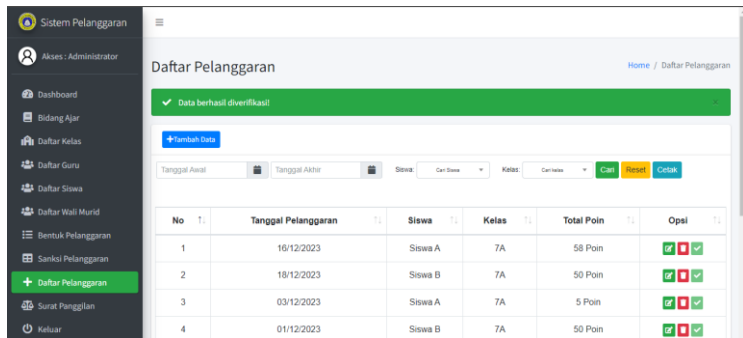 Sistem Pelanggaran
Akses : Administrator
Dashboard
Bidang Ajar
Daftar Kelas
Daftar Guru
Daftar Siswa
Daftar Wali Murid
Bentuk Pelanggaran
Sanksi Pelanggaran
Daftar Pelanggaran
Surat Panggilan
Keluar
Daftar Pelanggaran
Home / Daftar Pelanggaran
Data berhasil diverifikasi!
+Tambah Data
Tanggal Awal Tanggal Akhir Siswa: Cari Siswa Kelas: Cari kelas Cari Reset Cetak
No Tanggal Pelanggaran Siswa Kelas Total Poin Opsi
1 16/12/2023 Siswa A 7A 58 Poin
2 18/12/2023 Siswa B 7A 50 Poin
3 03/12/2023 Siswa A 7A 5 Poin
4 01/12/2023 Siswa B 7A 50 Poin